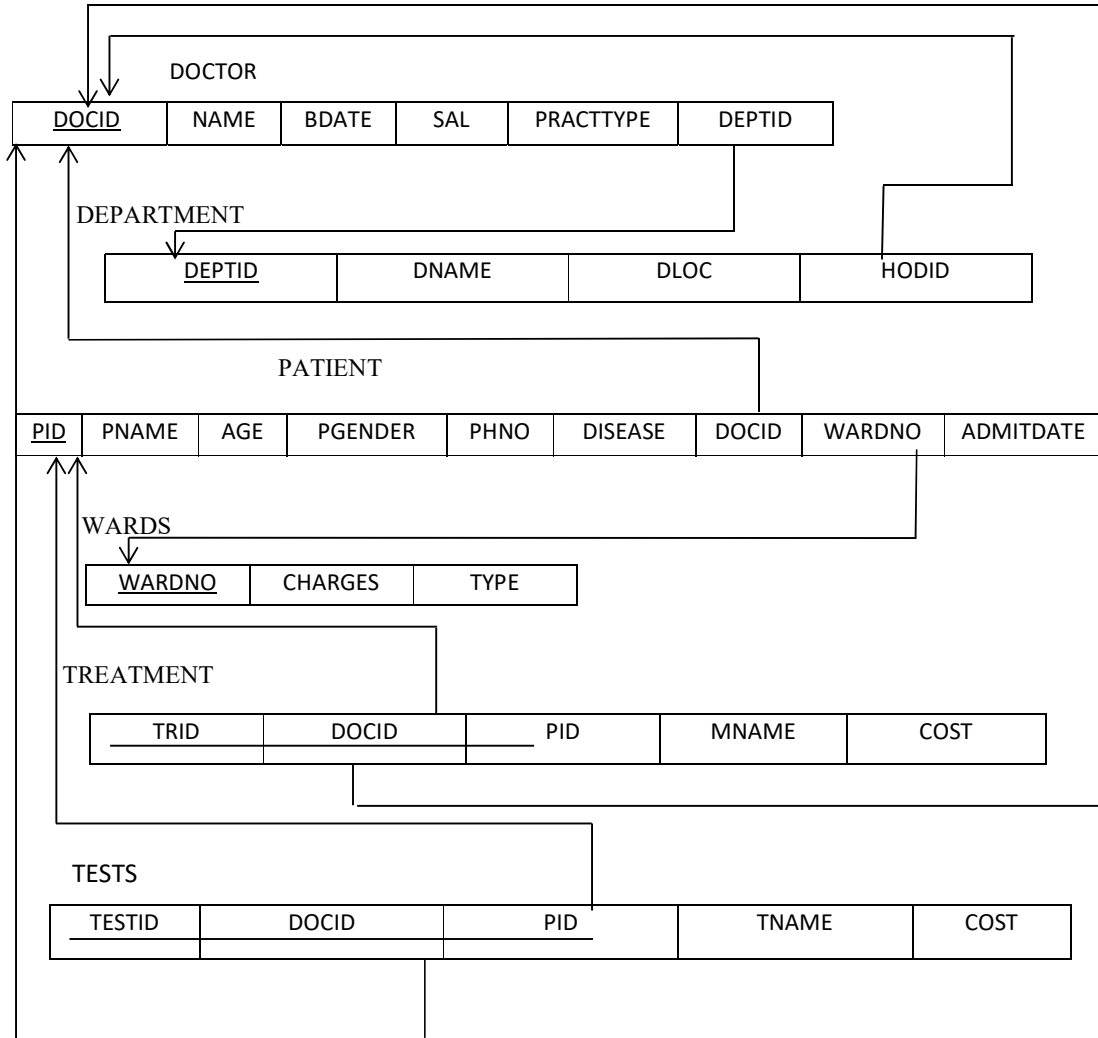 DOCTOR
DOCID NAME BDATE SAL PRACTTYPE DEPTID
DEPARTMENT
DEPTID DNAME DLOC HODID
PATIENT
PID PNAME AGE PGENDER PHNO DISEASE DOCID WARDNO ADMITDATE
WARDS
WARDNO CHARGES TYPE
TREATMENT
TRID DOCID PID MNAME COST
TESTS
TESTID DOCID PID TNAME COST